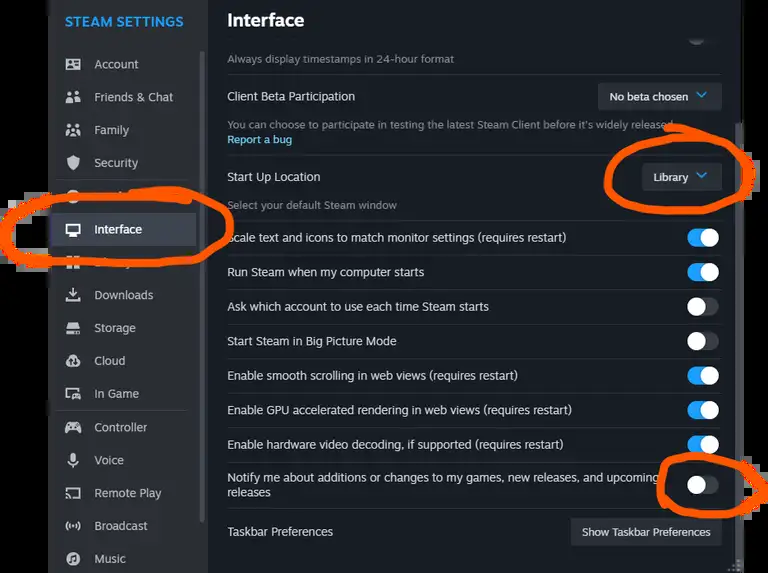 STEAM SETTINGS
Account
Friends & Chat
Family
Security
Interface
Downloads
Storage
Cloud
In Game
Controller
Voice
Remote Play
Broadcast
Music
Interface
Always display timestamps in 24-hour format
Client Beta Participation
No beta chosen
You can choose to participate in testing the latest Steam Client before it's widely released
Report a bug
Start Up Location
Library
Select your default Steam window
Scale text and icons to match monitor settings (requires restart)
Run Steam when my computer starts
Ask which account to use each time Steam starts
Start Steam in Big Picture Mode
Enable smooth scrolling in web views (requires restart)
Enable GPU accelerated rendering in web views (requires restart)
Enable hardware video decoding, if supported (requires restart)
Notify me about additions or changes to my games, new releases, and upcoming
releases
Taskbar Preferences
Show Taskbar Preferences